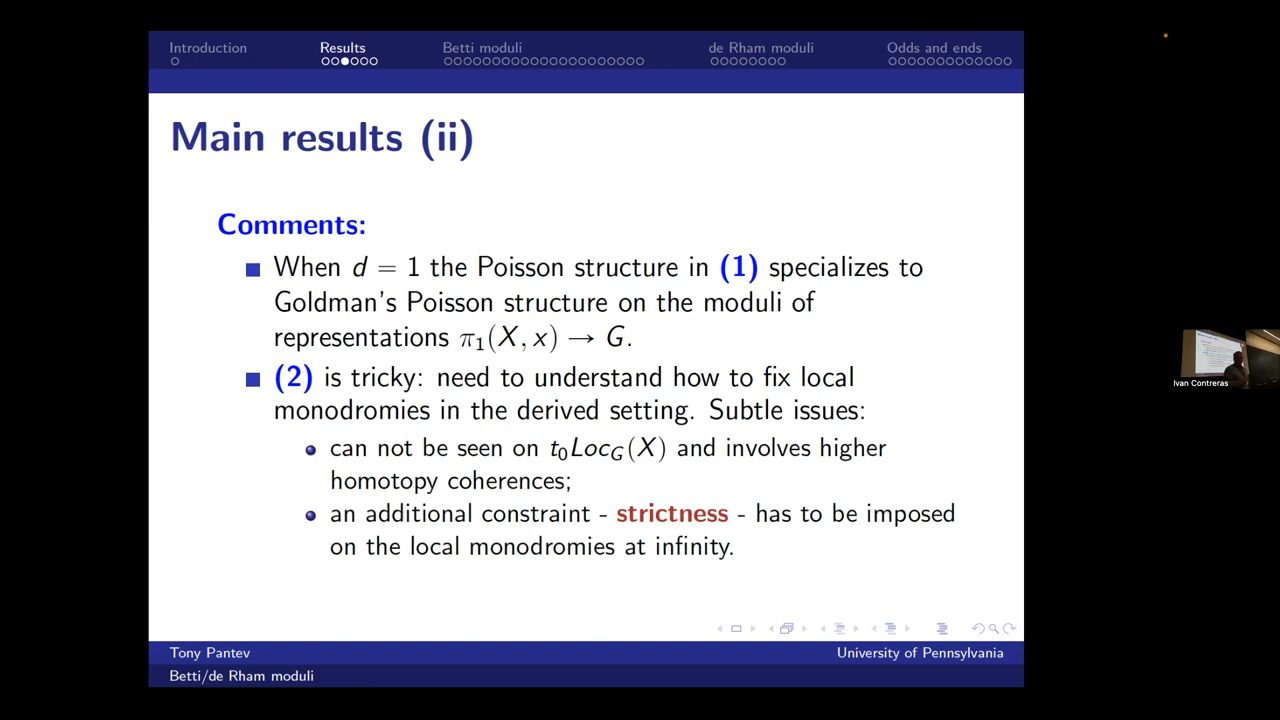 Introduction Results Betti moduli de Rham moduli Odds and ends
Main results (ii)
Comments:
When d = 1 the Poisson structure in (1) specializes to
Goldman's Poisson structure on the moduli of
representations π₁(X, x) → G.
(2) is tricky: need to understand how to fix local
monodromies in the derived setting. Subtle issues:
can not be seen on t₀Loc_G(X) and involves higher
homotopy coherences;
an additional constraint - strictness - has to be imposed
on the local monodromies at infinity.
Ivan Contreras
Tony Pantev University of Pennsylvania
Betti/de Rham moduli